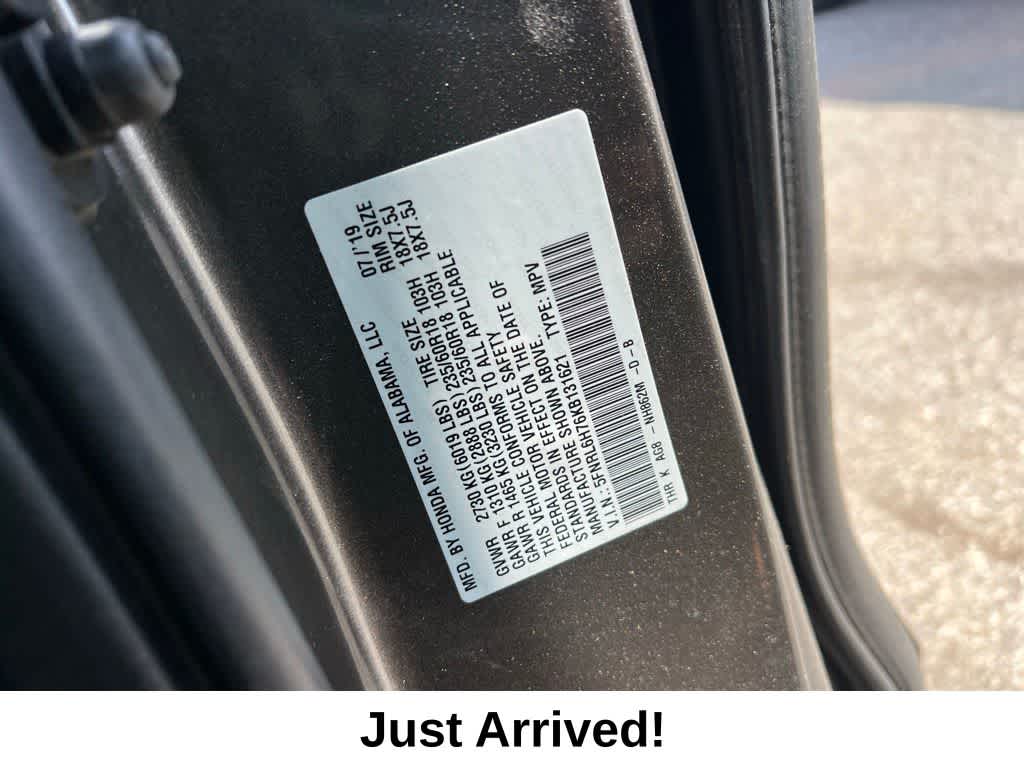 MFD. BY HONDA MFG. OF ALABAMA, LLC 07/'19
TIRE SIZE RIM SIZE
GVWR 2730 KG(6019 LBS)
GAWR F 1310 KG(2888 LBS) 235/60R18 103H 18X7.5J
GAWR R 1465 KG(3230 LBS) 235/60R18 103H 18X7.5J
THIS VEHICLE CONFORMS TO ALL APPLICABLE
FEDERAL MOTOR VEHICLE SAFETY
STANDARDS IN EFFECT ON THE DATE OF
MANUFACTURE SHOWN ABOVE.
V.I.N.: 5FNRL6H76KB131621 TYPE: MPV
THR K AG8 – NH862M –D–8
Just Arrived!